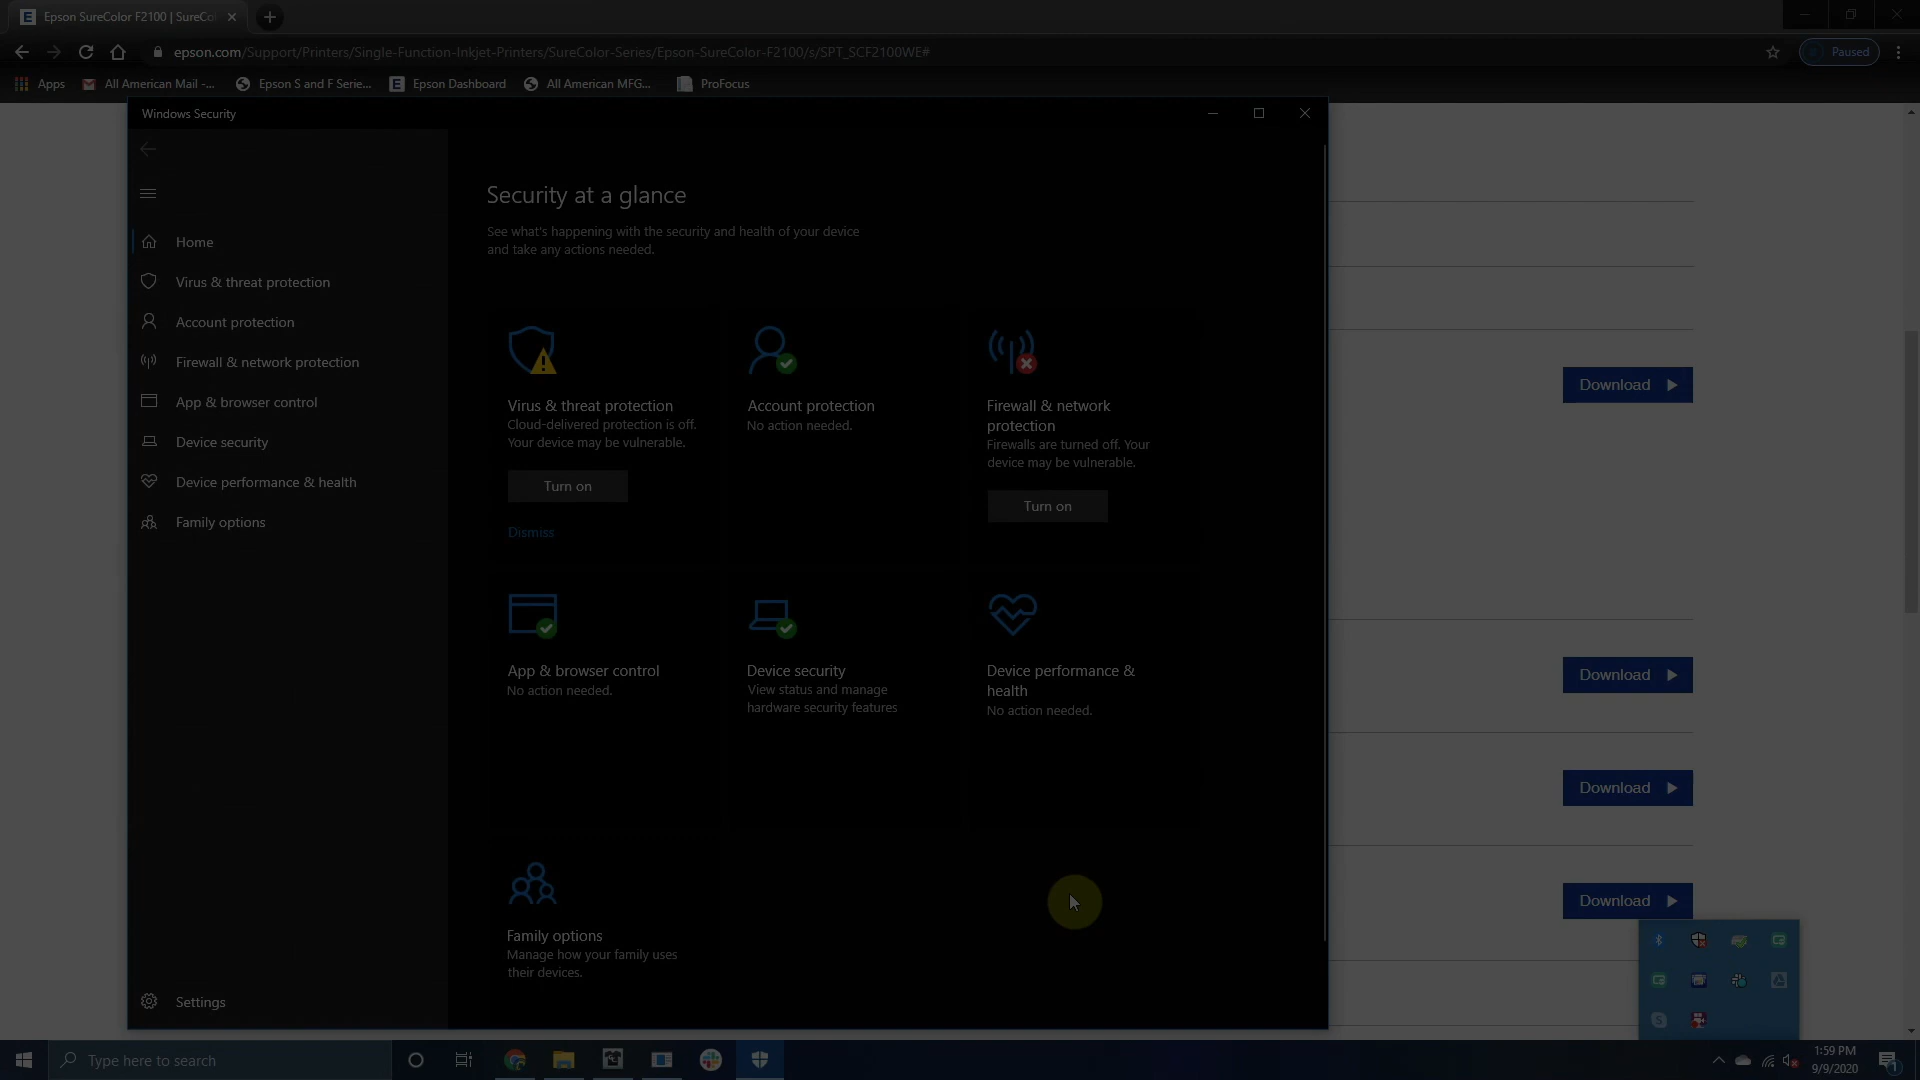 Epson SureColor F2100 | SureCo
epson.com/Support/Printers/Single-Function-Inkjet-Printers/SureColor-Series/Epson-SureColor-F2100/s/SPT_SCF2100WE#
Paused
Apps
All American Mail -...
Epson S and F Serie...
Epson Dashboard
All American MFG...
ProFocus
Windows Security
Home
Virus & threat protection
Account protection
Firewall & network protection
App & browser control
Device security
Device performance & health
Family options
Settings
Security at a glance
See what's happening with the security and health of your device
and take any actions needed.
Virus & threat protection
Cloud-delivered protection is off.
Your device may be vulnerable.
Turn on
Dismiss
Account protection
No action needed.
Firewall & network
protection
Firewalls are turned off. Your
device may be vulnerable.
Turn on
App & browser control
No action needed.
Device security
View status and manage
hardware security features
Device performance &
health
No action needed.
Family options
Manage how your family uses
their devices.
Download
Download
Download
Download
Type here to search
1:59 PM
9/9/2020